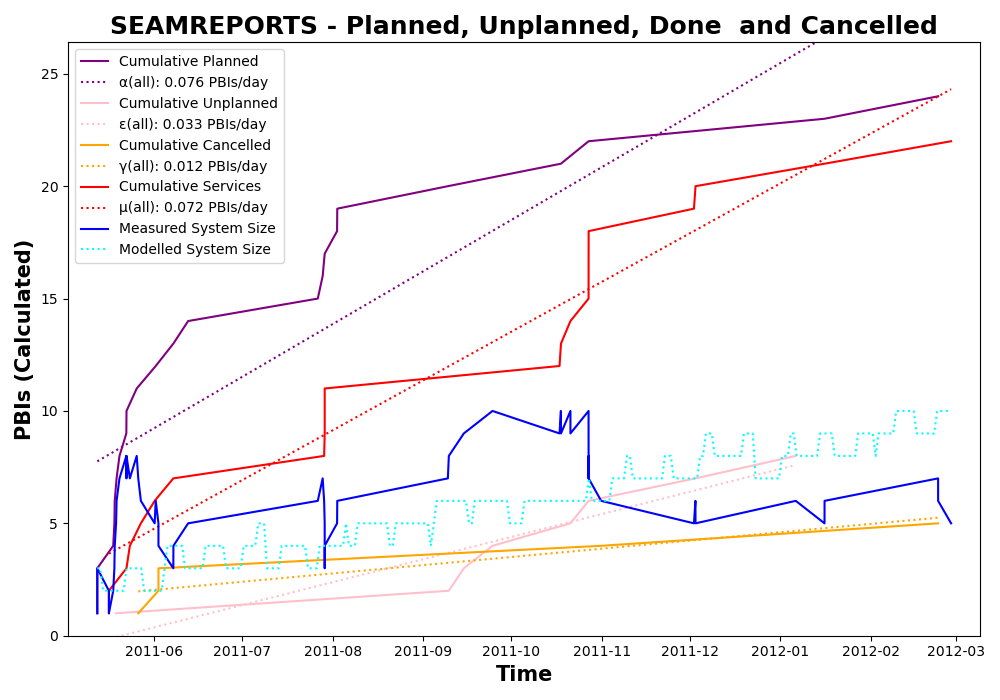 SEAMREPORTS - Planned, Unplanned, Done  and Cancelled
Cumulative Planned
α(all): 0.076 PBIs/day
Cumulative Unplanned
ε(all): 0.033 PBIs/day
Cumulative Cancelled
γ(all): 0.012 PBIs/day
Cumulative Services
μ(all): 0.072 PBIs/day
Measured System Size
Modelled System Size
PBIs (Calculated)
25
20
15
10
5
0
2011-06 2011-07 2011-08 2011-09 2011-10 2011-11 2011-12 2012-01 2012-02 2012-03
Time